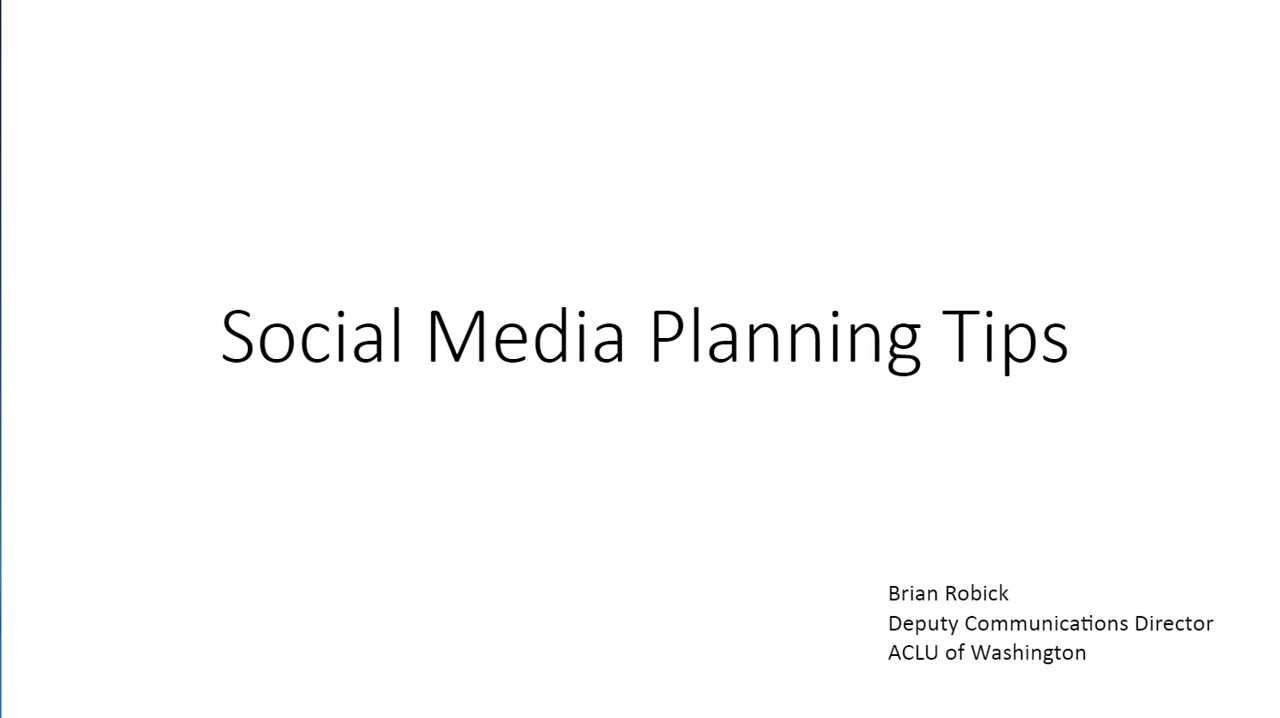 Social Media Planning Tips
Brian Robick
Deputy Communications Director
ACLU of Washington